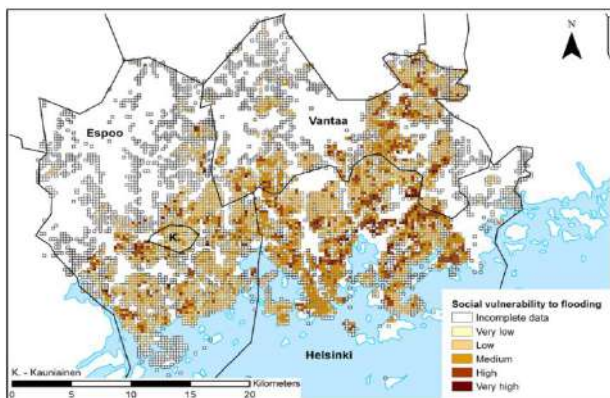 N
Espoo
Vantaa
K.
Helsinki
Social vulnerability to flooding
Incomplete data
Very low
Low
Medium
High
Very high
K. - Kauniainen
Kilometers
0 5 10 15 20